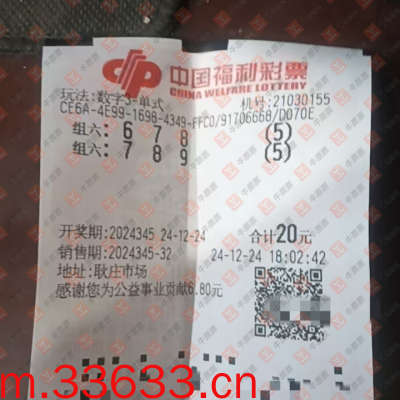 中国福利彩票
CHINA WELFARE LOTTERY
玩法:数字3-单式 机号:21030155
CE6A-4E99-1698-4349-FFC0/91706668/D070E
组六: 6 7 8 (5)
组六: 7 8 9 (5)
开奖期:2024345 24-12-24 合计20元
销售期:2024345-32 24-12-24 18:02:42
地址:耿庄市场
感谢您为公益事业贡献6.80元
m.33633.cn